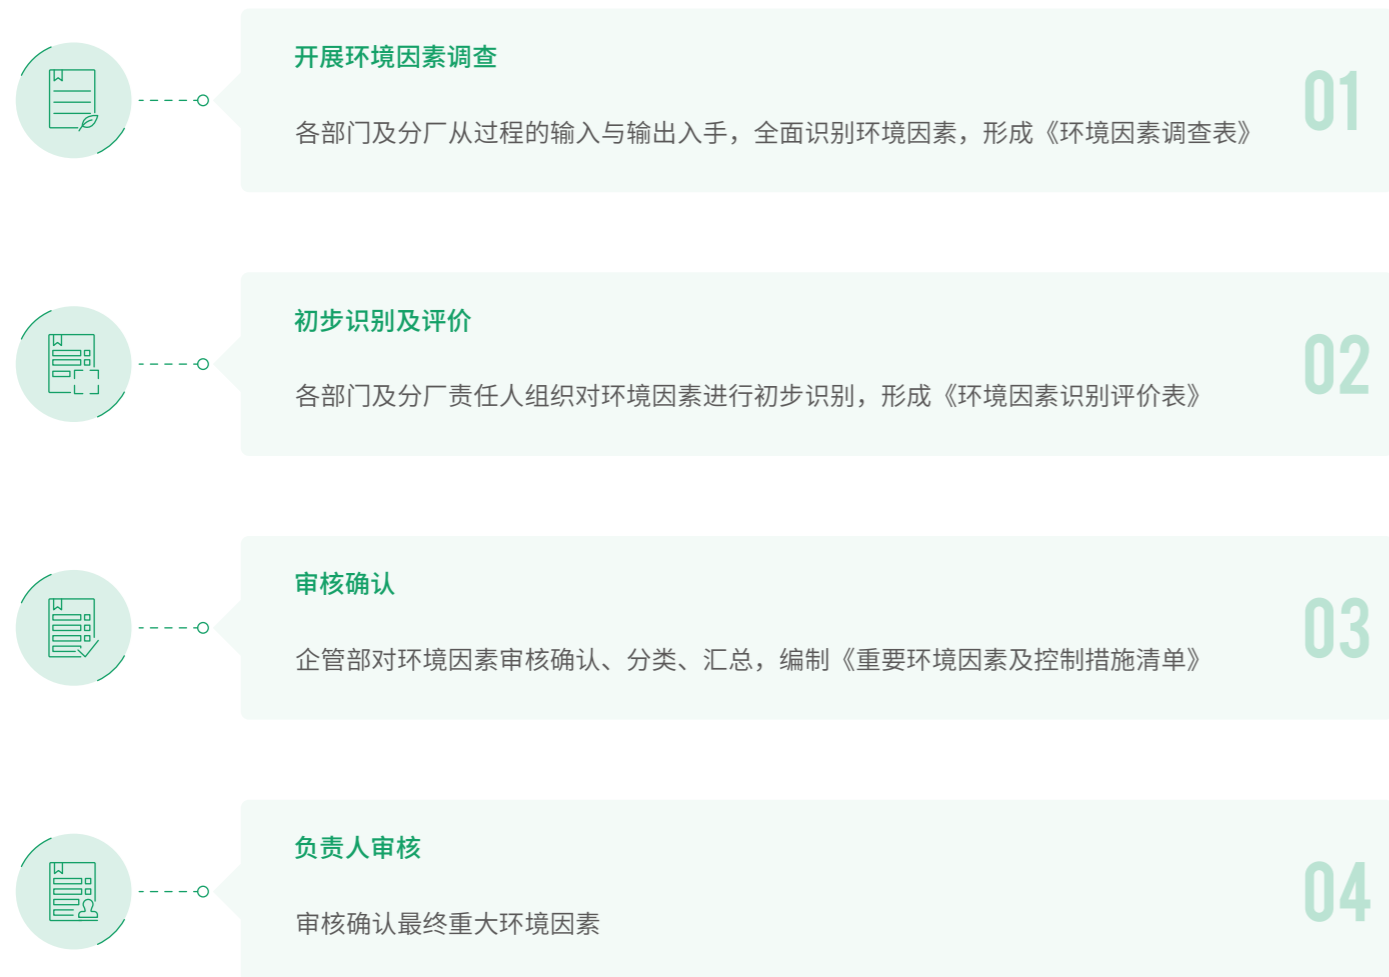 开展环境因素调查
各部门及分厂从过程的输入与输出入手，全面识别环境因素，形成《环境因素调查表》
01
初步识别及评价
各部门及分厂责任人组织对环境因素进行初步识别，形成《环境因素识别评价表》
02
审核确认
企管部对环境因素审核确认、分类、汇总，编制《重要环境因素及控制措施清单》
03
负责人审核
审核确认最终重大环境因素
04